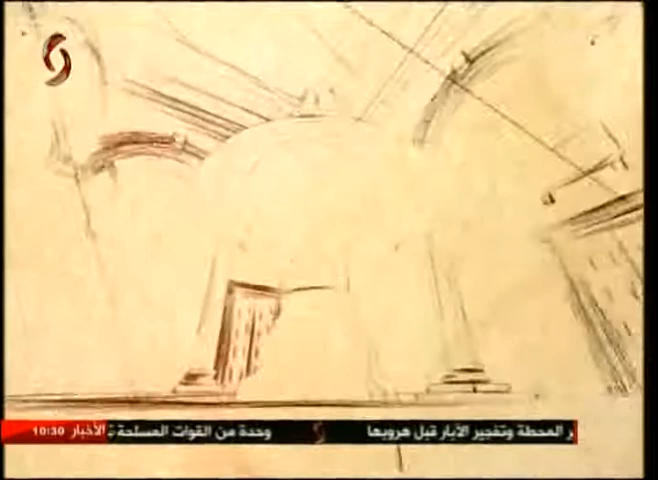 ر المحطة وتفجير الآبار قبل هروبها وحدة من القوات المسلحة
الأخبار 10:30